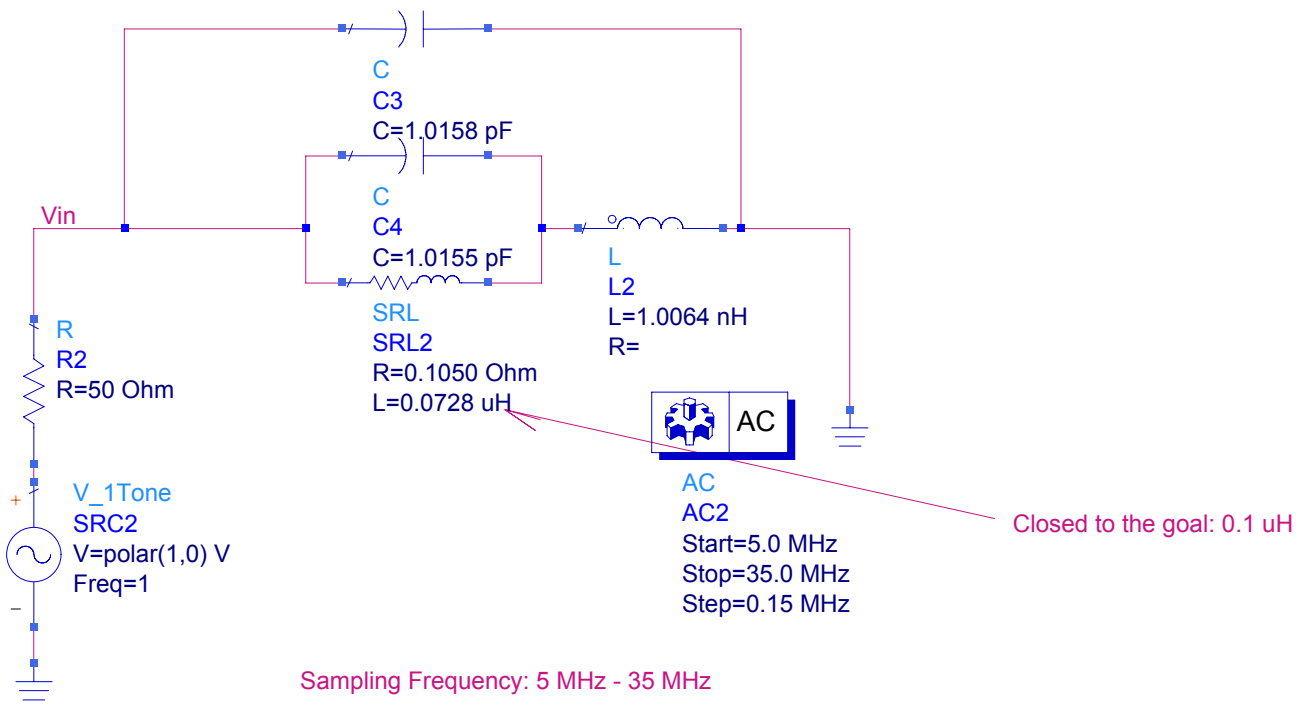 C
C3
C=1.0158 pF
C
C4
C=1.0155 pF
Vin
L
L2
L=1.0064 nH
R=
SRL
SRL2
R=0.1050 Ohm
L=0.0728 uH
R
R2
R=50 Ohm
AC
AC
AC2
Start=5.0 MHz
Stop=35.0 MHz
Step=0.15 MHz
Closed to the goal: 0.1 uH
+
V_1Tone
SRC2
V=polar(1,0) V
Freq=1
−
Sampling Frequency: 5 MHz - 35 MHz